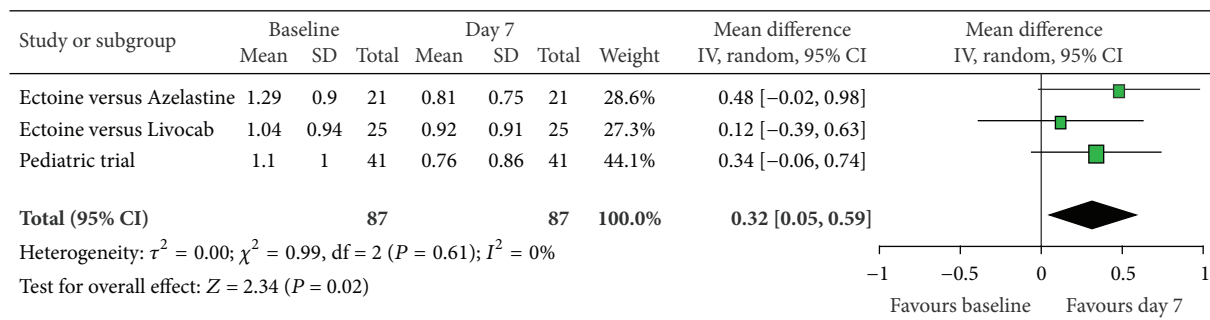 Study or subgroup Baseline Day 7 Mean difference Mean difference
Mean SD Total Mean SD Total Weight IV, random, 95% CI IV, random, 95% CI
Ectoine versus Azelastine 1.29 0.9 21 0.81 0.75 21 28.6% 0.48 [−0.02, 0.98]
Ectoine versus Livocab 1.04 0.94 25 0.92 0.91 25 27.3% 0.12 [−0.39, 0.63]
Pediatric trial 1.1 1 41 0.76 0.86 41 44.1% 0.34 [−0.06, 0.74]
Total (95% CI) 87 87 100.0% 0.32 [0.05, 0.59]
Heterogeneity: τ² = 0.00; χ² = 0.99, df = 2 (P = 0.61); I² = 0%
Test for overall effect: Z = 2.34 (P = 0.02)
−1 −0.5 0 0.5 1
Favours baseline Favours day 7